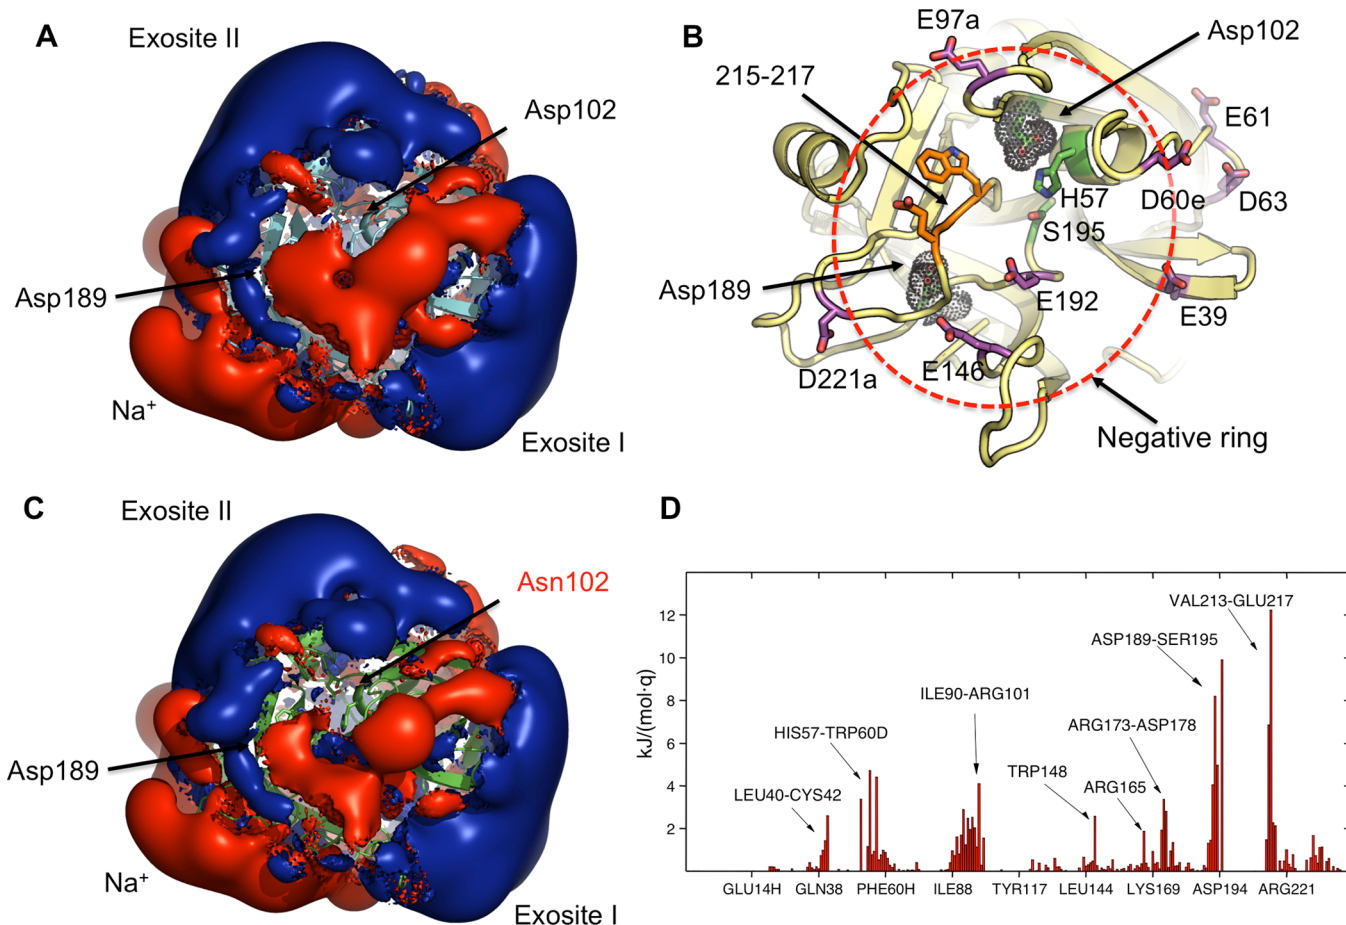 A
Exosite II
Asp102
Asp189
Na+
Exosite I
B
E97a
Asp102
215-217
E61
H57
D60e
D63
S195
Asp189
E192
E39
D221a
E146
Negative ring
C
Exosite II
Asn102
Asp189
Na+
Exosite I
D
kJ/(mol·q)
12
10
8
6
4
2
VAL213-GLU217
ASP189-SER195
ILE90-ARG101
ARG173-ASP178
HIS57-TRP60D
TRP148
ARG165
LEU40-CYS42
GLU14H
GLN38
PHE60H
ILE88
TYR117
LEU144
LYS169
ASP194
ARG221